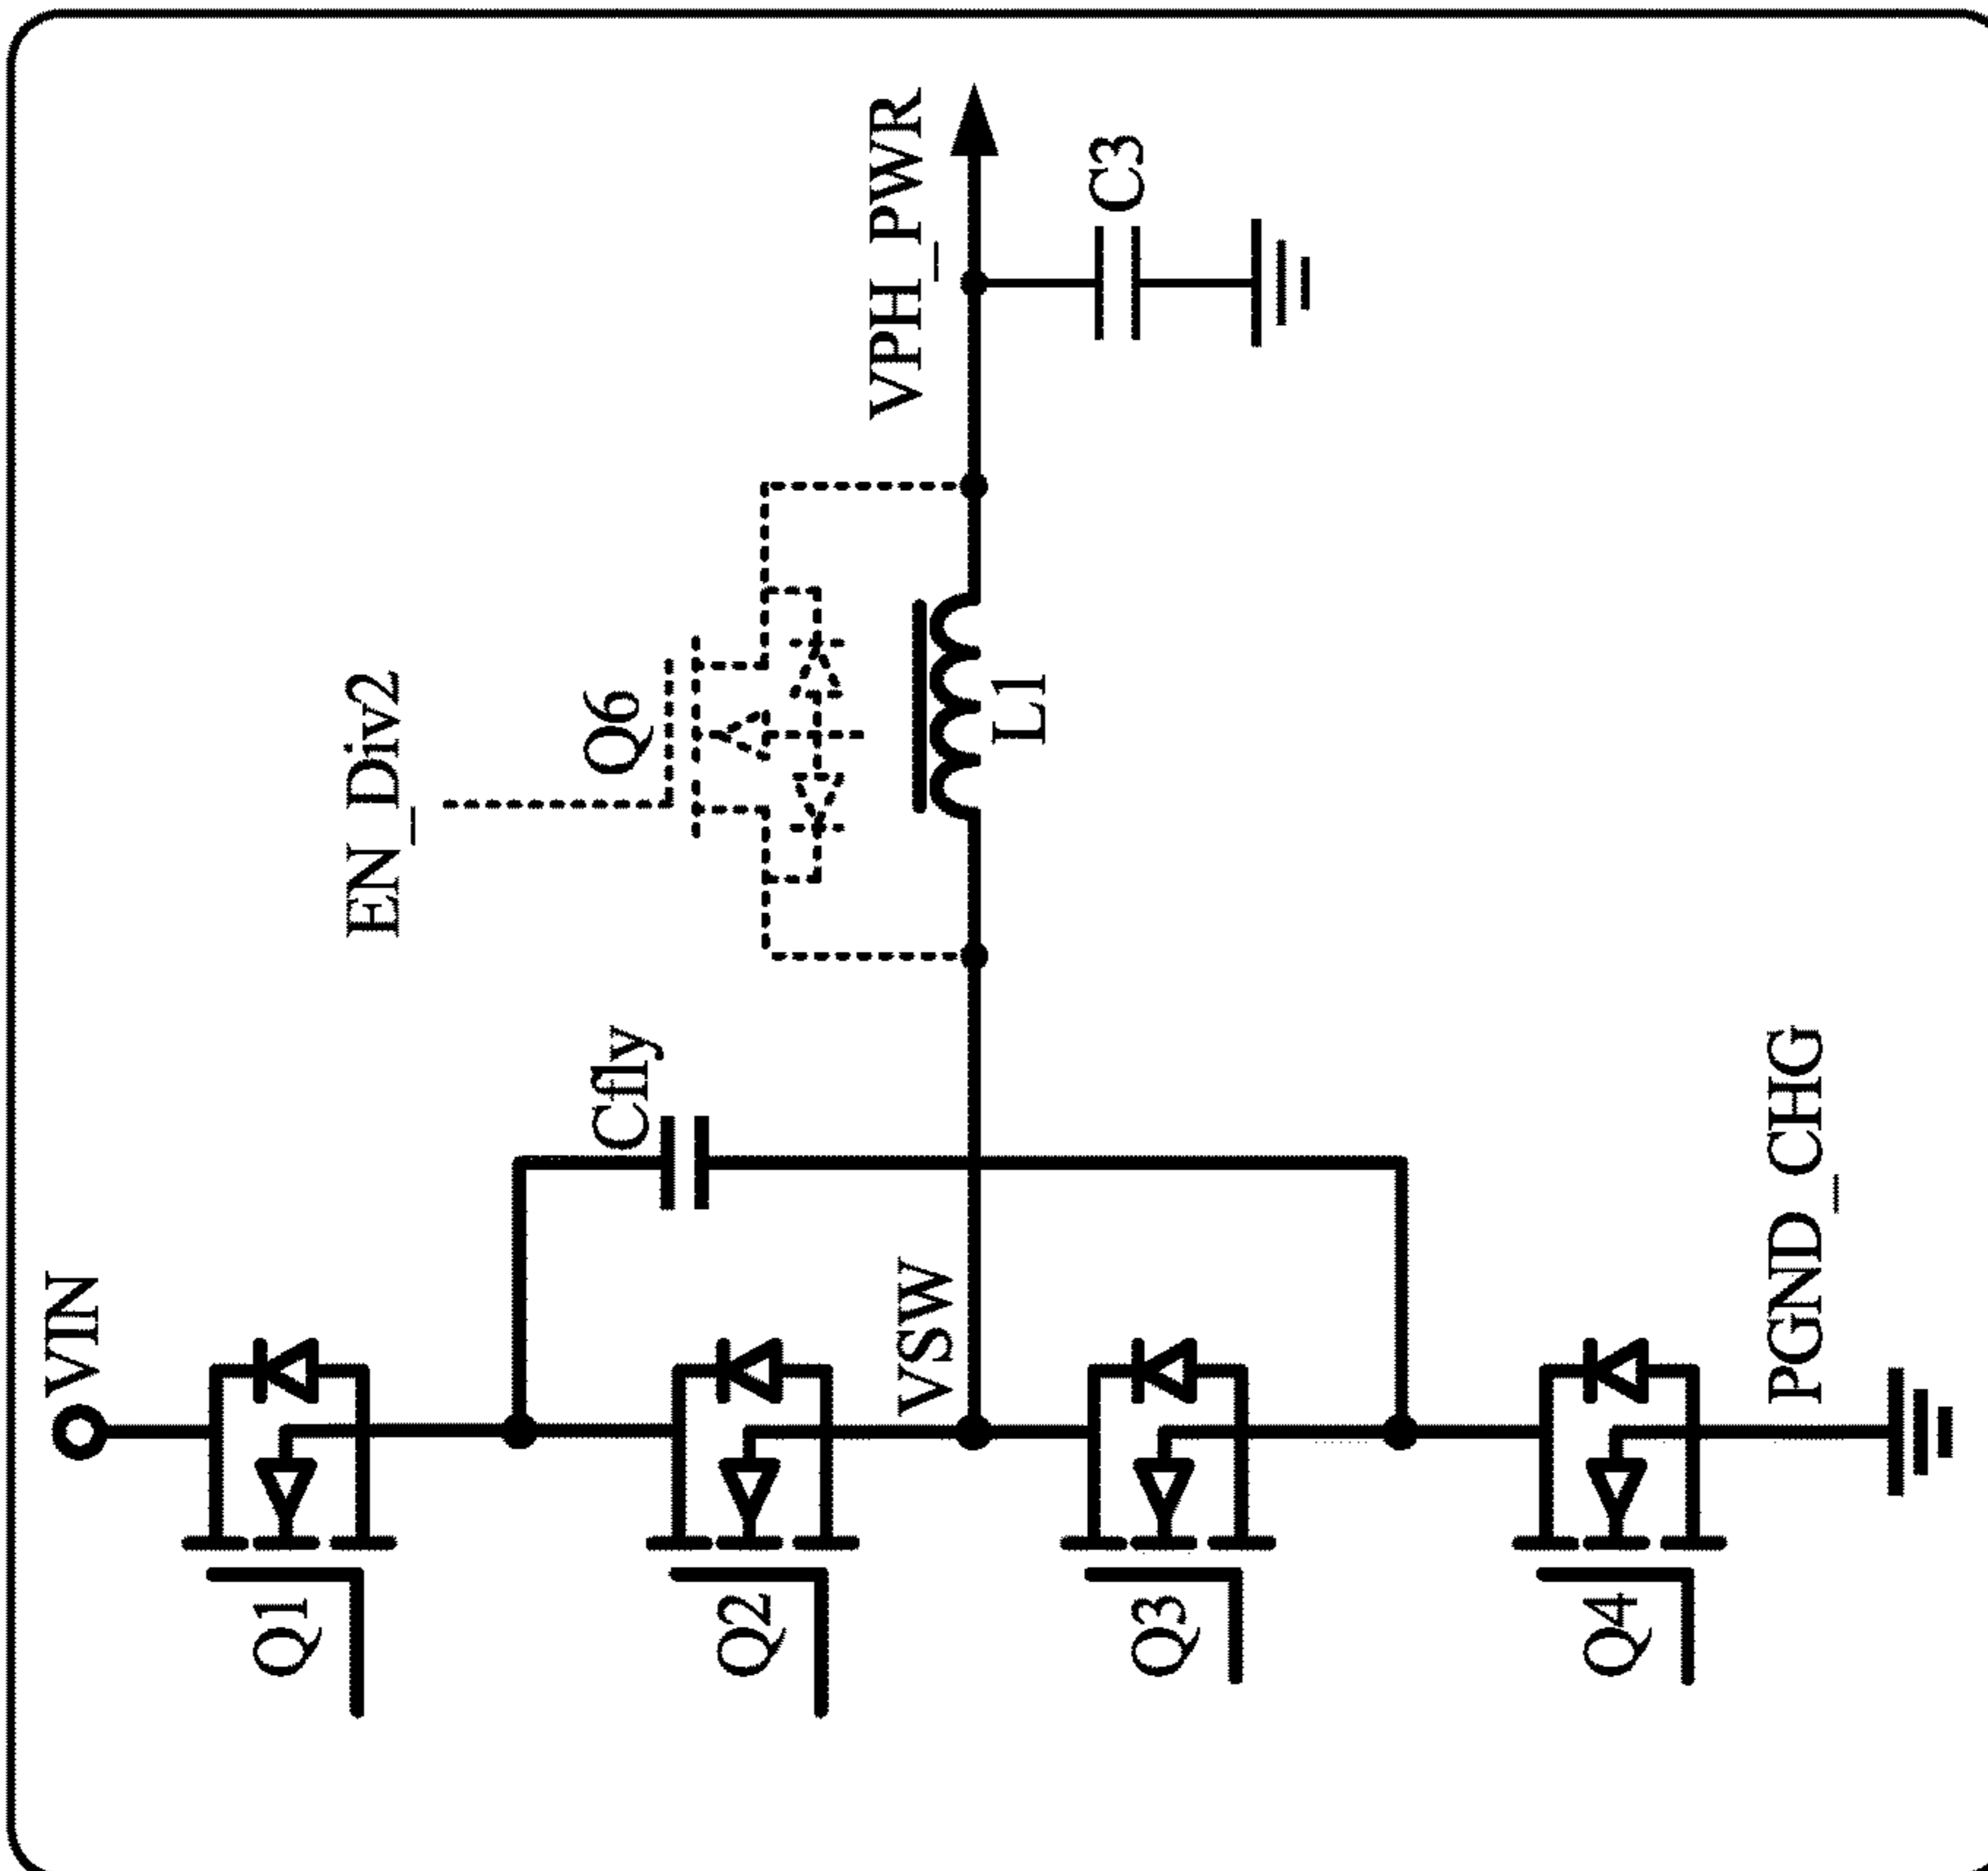 VIN
Q1
Cfly
EN_Div2
Q6
Q2
VSW
L1
VPH_PWR
C3
Q3
Q4
PGND_CHG